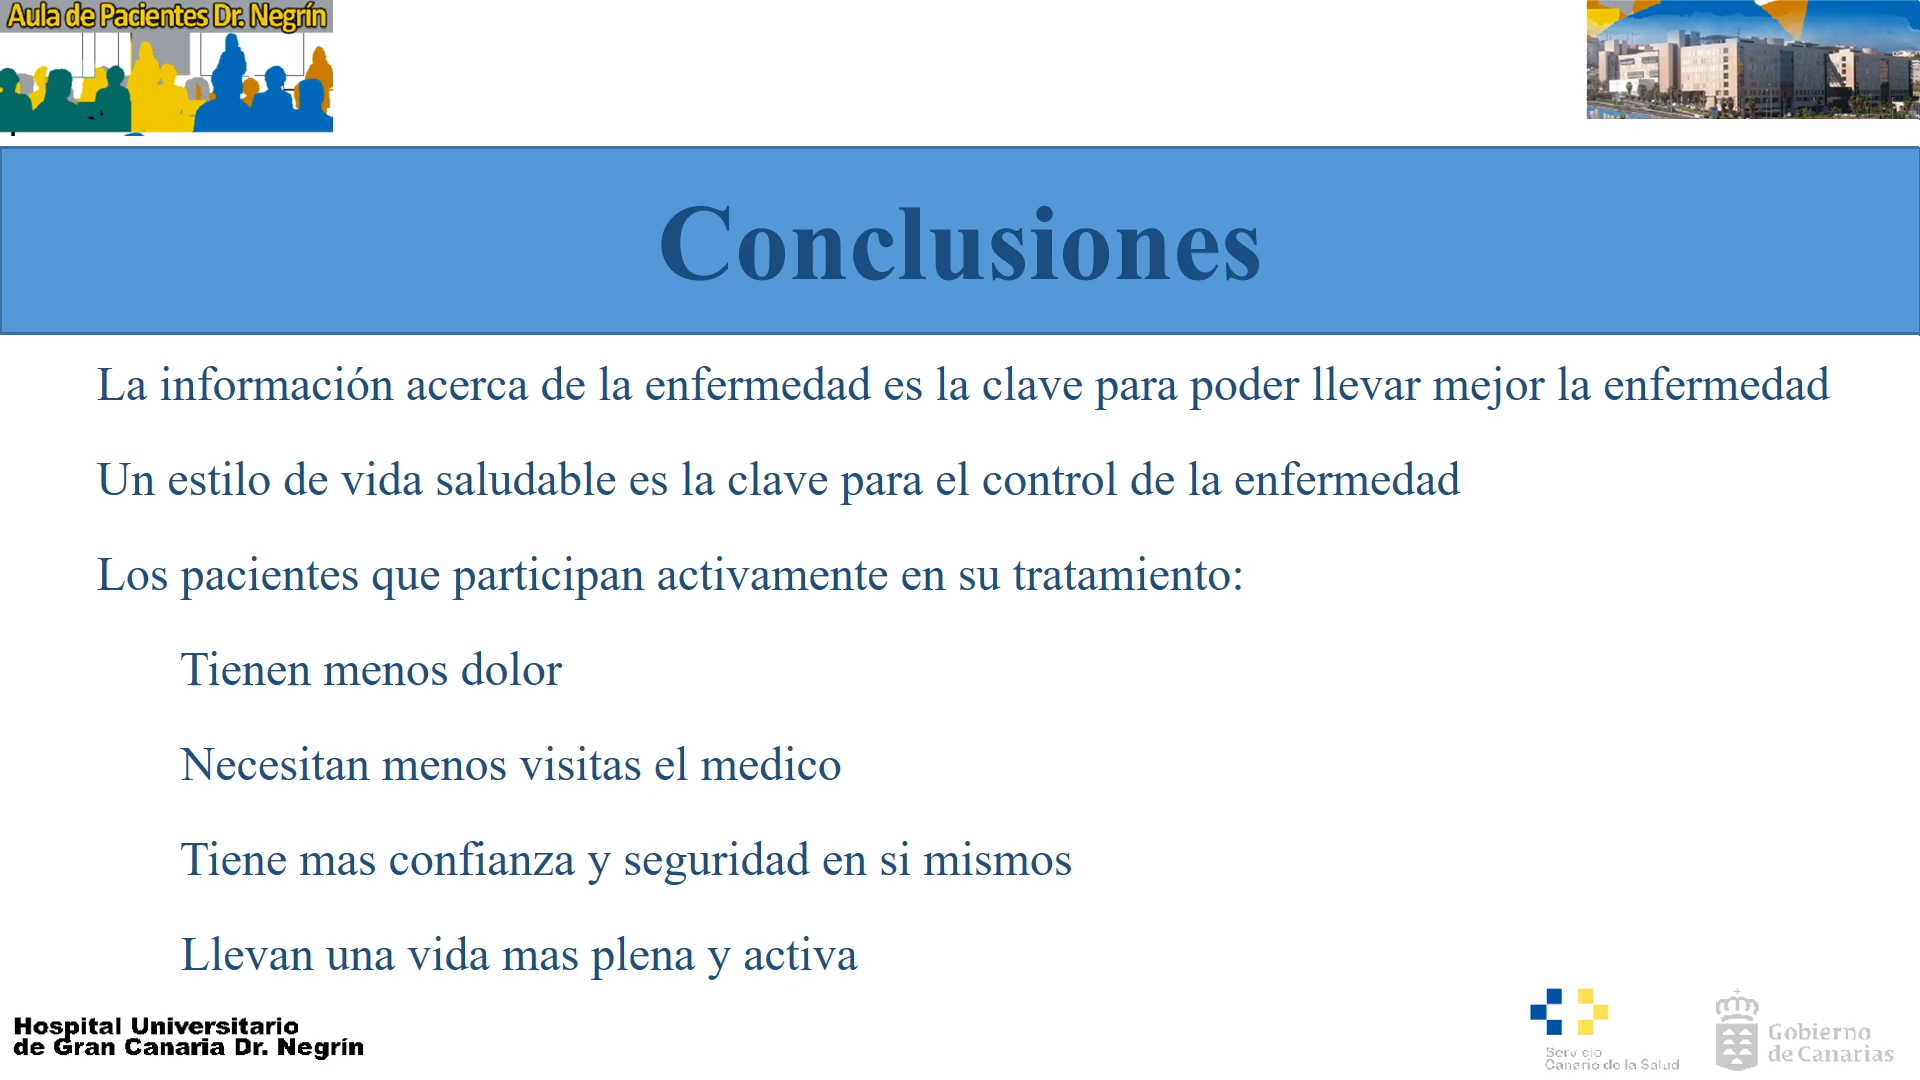 Aula de Pacientes Dr. Negrín
Conclusiones
La información acerca de la enfermedad es la clave para poder llevar mejor la enfermedad
Un estilo de vida saludable es la clave para el control de la enfermedad
Los pacientes que participan activamente en su tratamiento:
Tienen menos dolor
Necesitan menos visitas el medico
Tiene mas confianza y seguridad en si mismos
Llevan una vida mas plena y activa
Hospital Universitario
de Gran Canaria Dr. Negrín
Servicio
Canario de la Salud
Gobierno
de Canarias